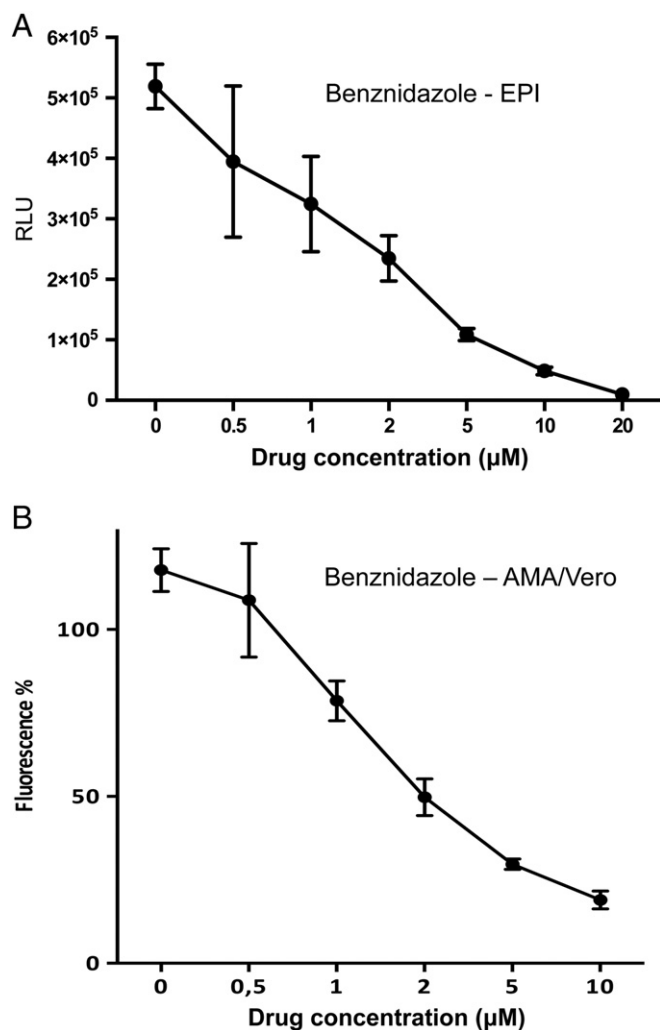 A
6×10⁵
5×10⁵
4×10⁵
3×10⁵
2×10⁵
1×10⁵
0
RLU
Benznidazole - EPI
0 0.5 1 2 5 10 20
Drug concentration (µM)
B
100
50
0
Fluorescence %
Benznidazole – AMA/Vero
0 0,5 1 2 5 10
Drug concentration (µM)